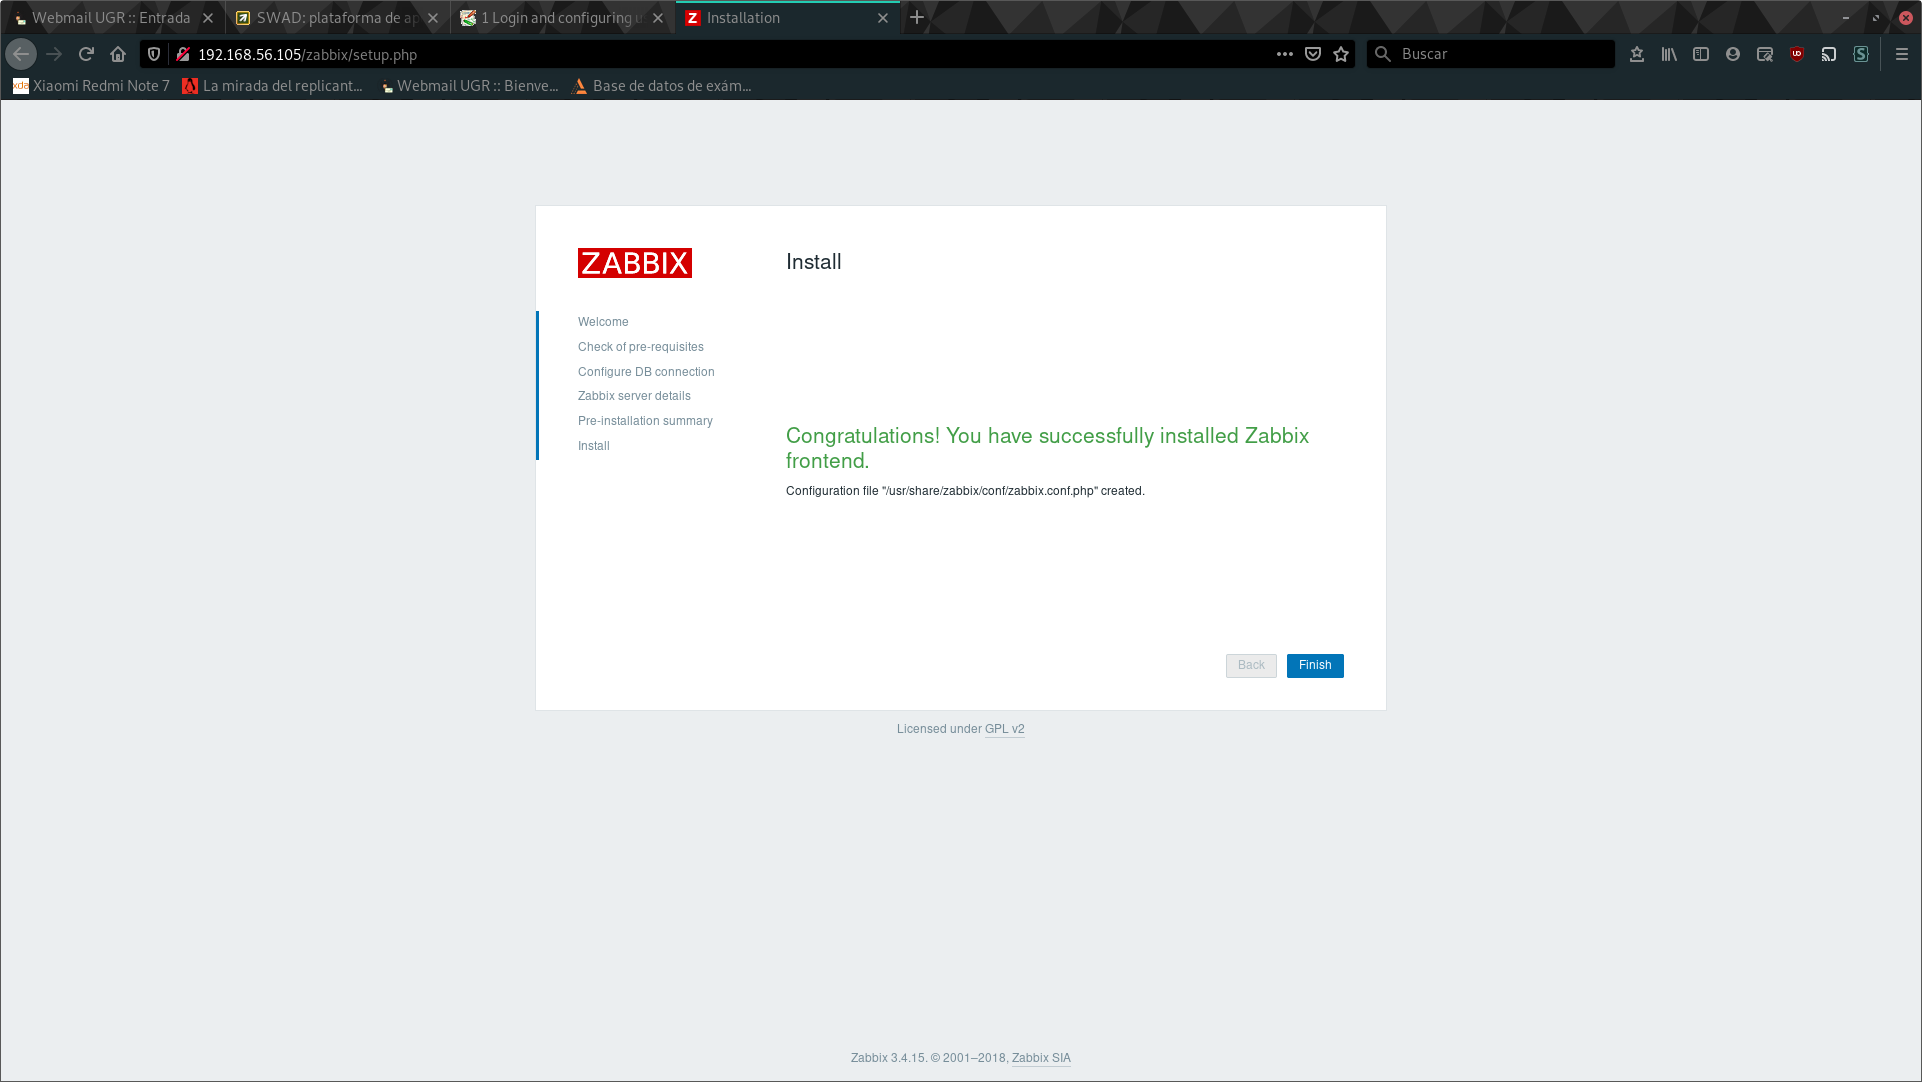 Webmail UGR :: Entrada
SWAD: plataforma de ap
1 Login and configuring u
Installation
192.168.56.105/zabbix/setup.php
Buscar
Xiaomi Redmi Note 7
La mirada del replicant...
Webmail UGR :: Bienve...
Base de datos de exám...
ZABBIX
Install
Welcome
Check of pre-requisites
Configure DB connection
Zabbix server details
Pre-installation summary
Install
Congratulations! You have successfully installed Zabbix
frontend.
Configuration file "/usr/share/zabbix/conf/zabbix.conf.php" created.
Back
Finish
Licensed under GPL v2
Zabbix 3.4.15. © 2001–2018, Zabbix SIA